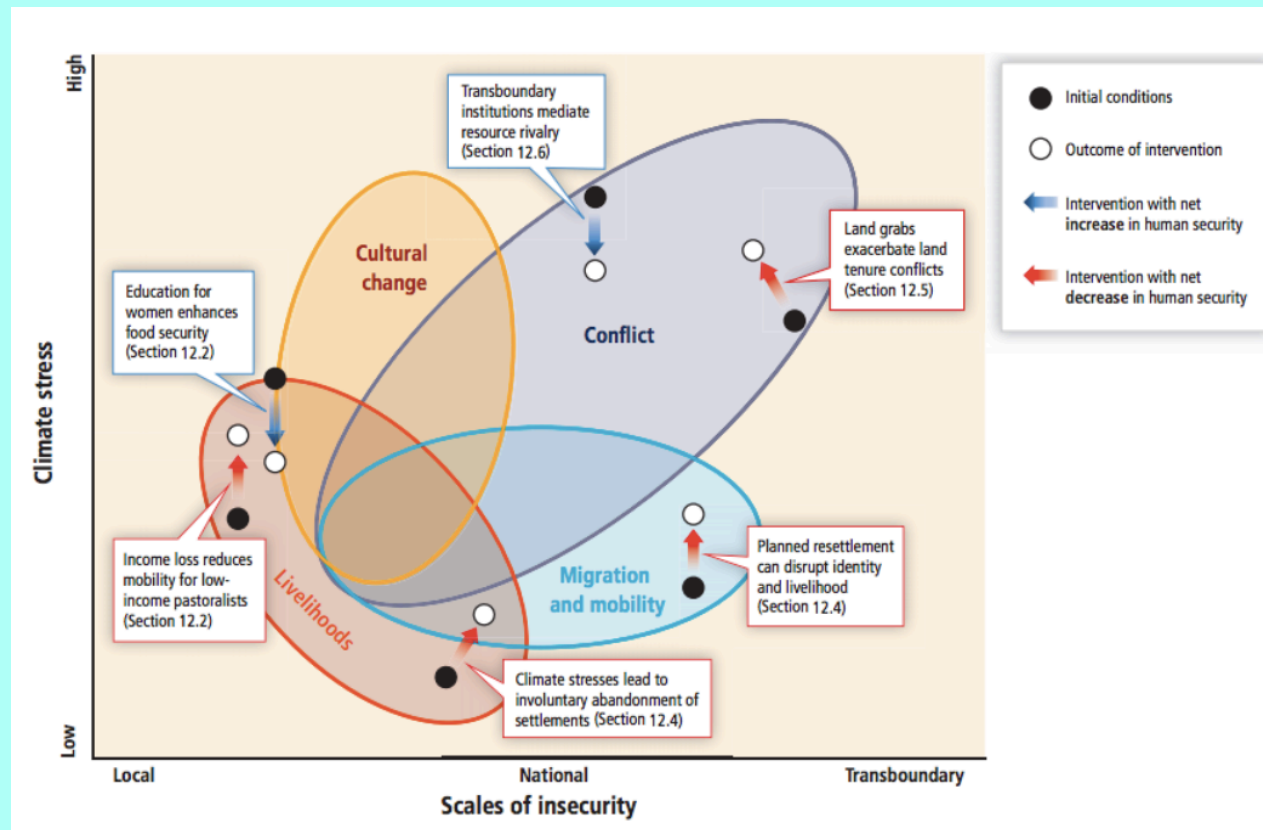 High
Climate stress
Low
Local
National
Transboundary
Scales of insecurity
Transboundary
institutions mediate
resource rivalry
(Section 12.6)
Cultural
change
Education for
women enhances
food security
(Section 12.2)
Land grabs
exacerbate land
tenure conflicts
(Section 12.5)
Conflict
Income loss reduces
mobility for low-
income pastoralists
(Section 12.2)
Livelihoods
Migration
and mobility
Planned resettlement
can disrupt identity
and livelihood
(Section 12.4)
Climate stresses lead to
involuntary abandonment of
settlements (Section 12.4)
Initial conditions
Outcome of intervention
Intervention with net
increase in human security
Intervention with net
decrease in human security